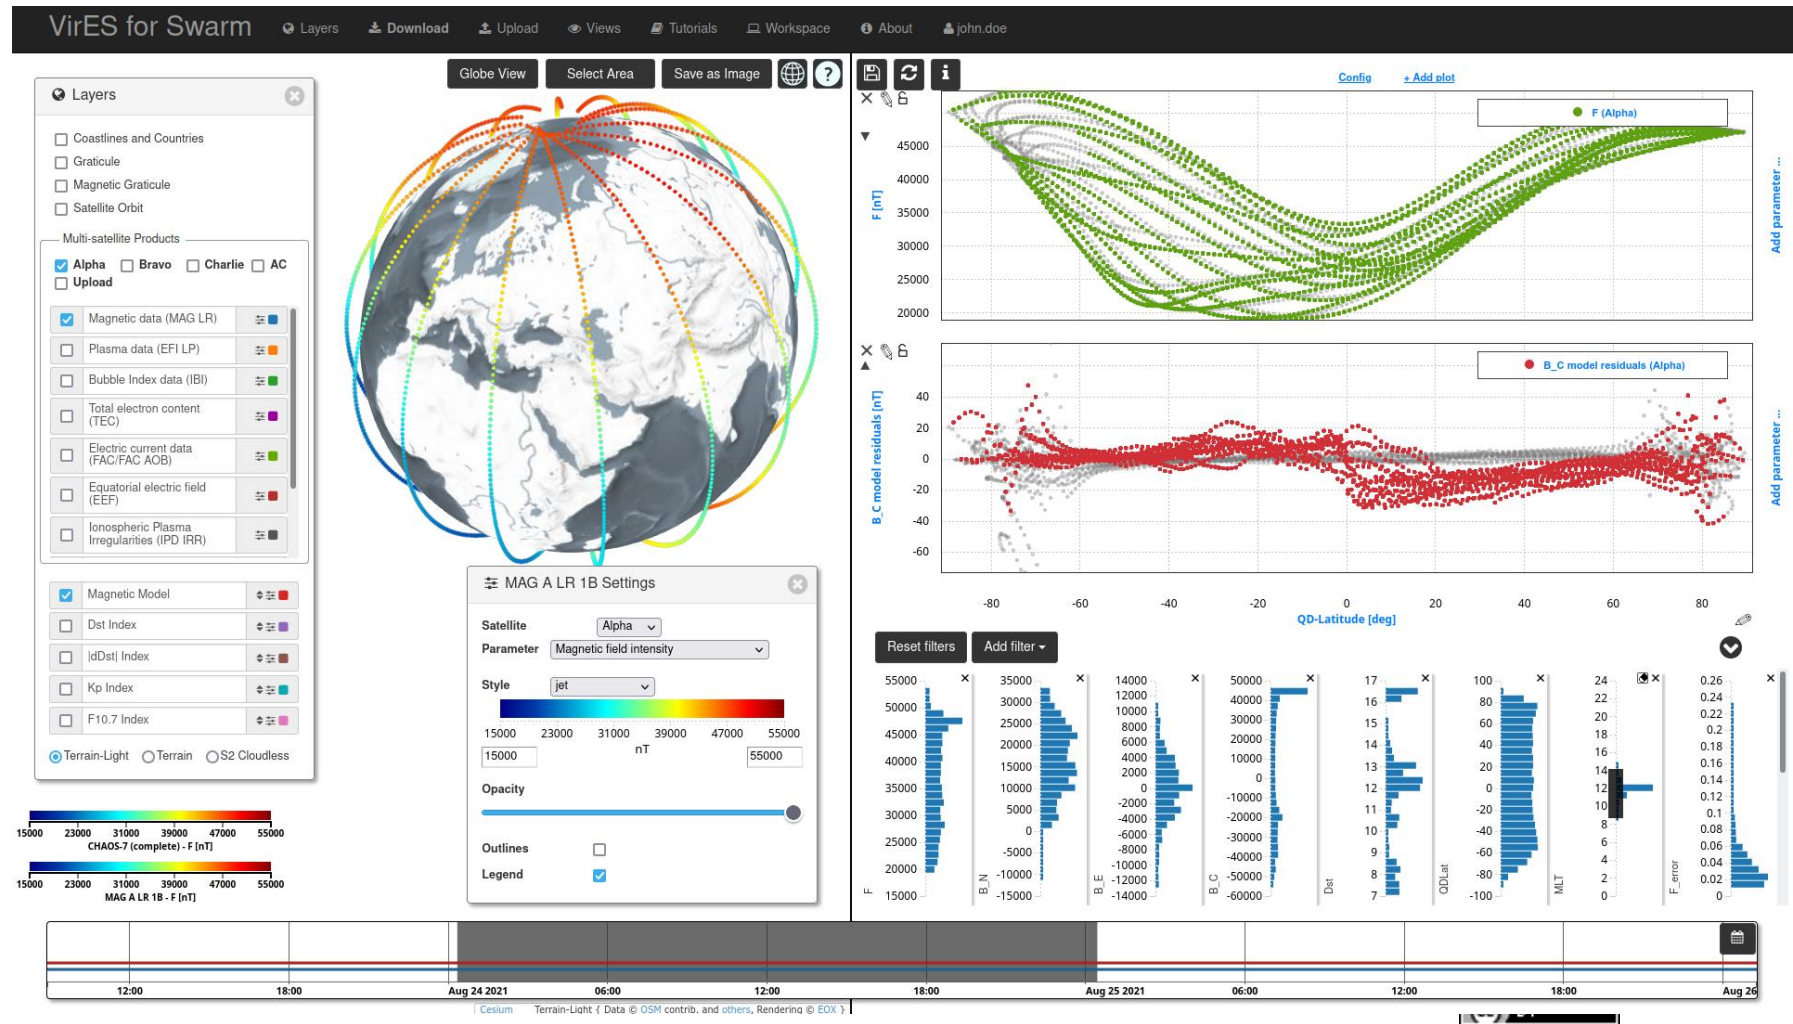 VirES for Swarm
Layers
Download
Upload
Views
Tutorials
Workspace
About
john.doe
Globe View
Select Area
Save as Image
?
i
Layers
Coastlines and Countries
Graticule
Magnetic Graticule
Satellite Orbit
Multi-satellite Products
Alpha Bravo Charlie AC
Upload
Magnetic data (MAG LR)
Plasma data (EFI LP)
Bubble Index data (IBI)
Total electron content
(TEC)
Electric current data
(FAC/FAC AOB)
Equatorial electric field
(EEF)
Ionospheric Plasma
Irregularities (IPD IRR)
Magnetic Model
Dst Index
|dDst| Index
Kp Index
F10.7 Index
Terrain-Light Terrain S2 Cloudless
15000 23000 31000 39000 47000 55000
CHAOS-7 (complete) - F [nT]
15000 23000 31000 39000 47000 55000
MAG A LR 1B - F [nT]
MAG A LR 1B Settings
Satellite Alpha
Parameter Magnetic field intensity
Style jet
15000 23000 31000 39000 47000 55000
nT
15000 55000
Opacity
Outlines
Legend
Config + Add plot
F (Alpha)
45000
40000
35000
30000
25000
20000
F [nT]
Add parameter ...
B_C model residuals (Alpha)
40
20
0
-20
-40
-60
B_C model residuals [nT]
Add parameter ...
-80 -60 -40 -20 0 20 40 60 80
QD-Latitude [deg]
Reset filters
Add filter
55000
50000
45000
40000
35000
30000
25000
20000
15000
F
35000
30000
25000
20000
15000
10000
5000
0
-5000
-10000
-15000
B_N
14000
12000
10000
8000
6000
4000
2000
0
-2000
-4000
-6000
-8000
-10000
-12000
-14000
B_E
50000
40000
30000
20000
10000
0
-10000
-20000
-30000
-40000
-50000
-60000
B_C
17
16
15
14
13
12
11
10
9
8
7
Dst
100
80
60
40
20
0
-20
-40
-60
-80
-100
QDLat
24
22
20
18
16
14
12
10
8
6
4
2
0
MLT
0.26
0.24
0.22
0.2
0.18
0.16
0.14
0.12
0.1
0.08
0.06
0.04
0.02
0
F_error
12:00 18:00 Aug 24 2021 06:00 12:00 18:00 Aug 25 2021 06:00 12:00 18:00 Aug 26
Cesium Terrain-Light { Data © OSM contrib. and others, Rendering © EOX }